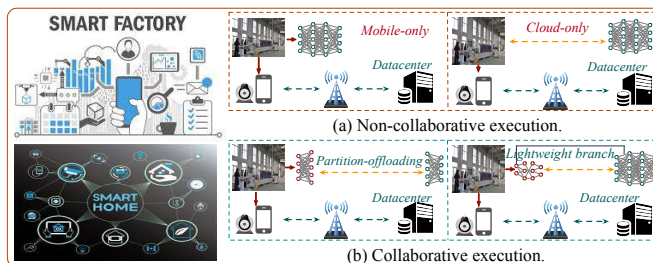 SMART FACTORY
Mobile-only
Datacenter
Cloud-only
Datacenter
(a) Non-collaborative execution.
SMART
HOME
Partition-offloading
Datacenter
Lightweight branch
Datacenter
(b) Collaborative execution.